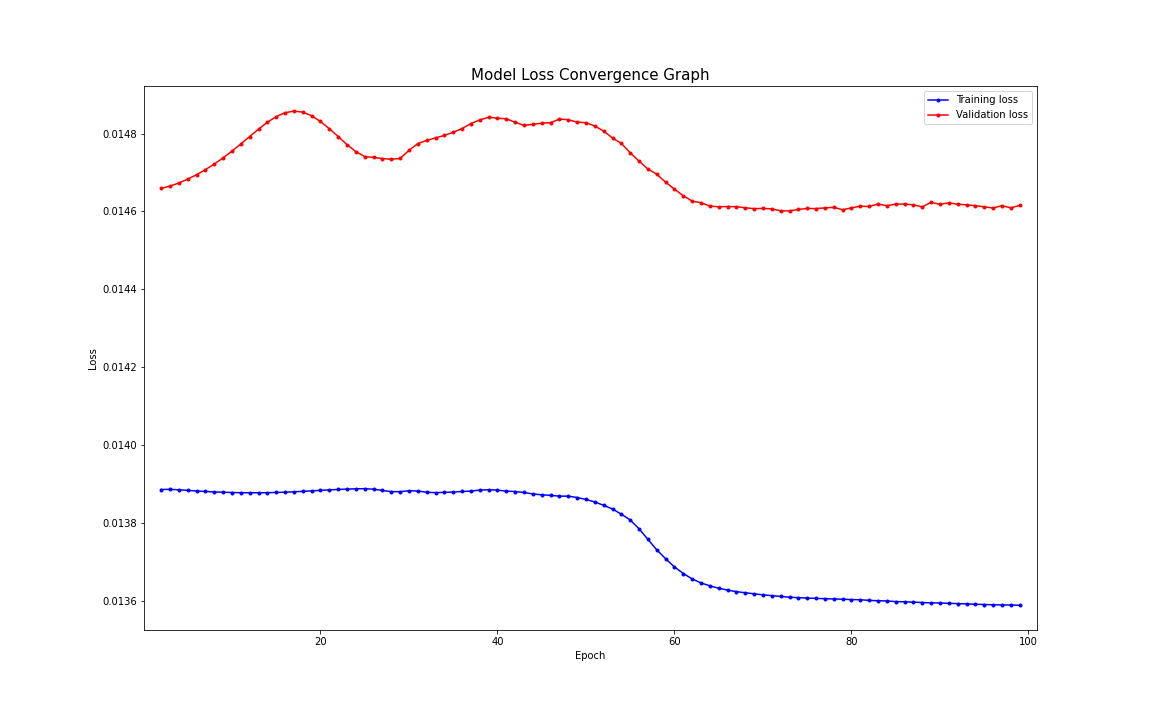 Model Loss Convergence Graph
Training loss
Validation loss
0.0148
0.0146
0.0144
0.0142
0.0140
0.0138
0.0136
Loss
20 40 60 80 100
Epoch